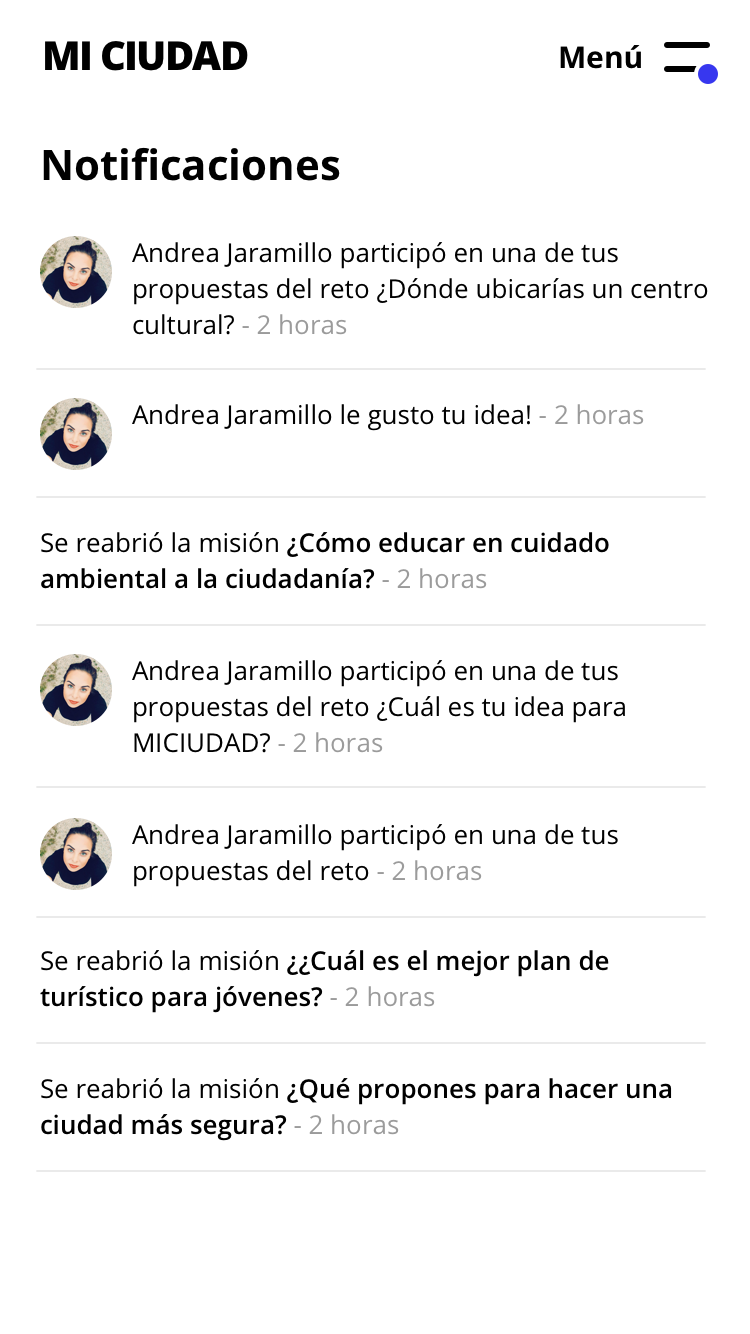 MI CIUDAD
Menú
Notificaciones
Andrea Jaramillo participó en una de tus
propuestas del reto ¿Dónde ubicarías un centro
cultural? - 2 horas
Andrea Jaramillo le gusto tu idea! - 2 horas
Se reabrió la misión ¿Cómo educar en cuidado
ambiental a la ciudadanía? - 2 horas
Andrea Jaramillo participó en una de tus
propuestas del reto ¿Cuál es tu idea para
MICIUDAD? - 2 horas
Andrea Jaramillo participó en una de tus
propuestas del reto - 2 horas
Se reabrió la misión ¿¿Cuál es el mejor plan de
turístico para jóvenes? - 2 horas
Se reabrió la misión ¿Qué propones para hacer una
ciudad más segura? - 2 horas